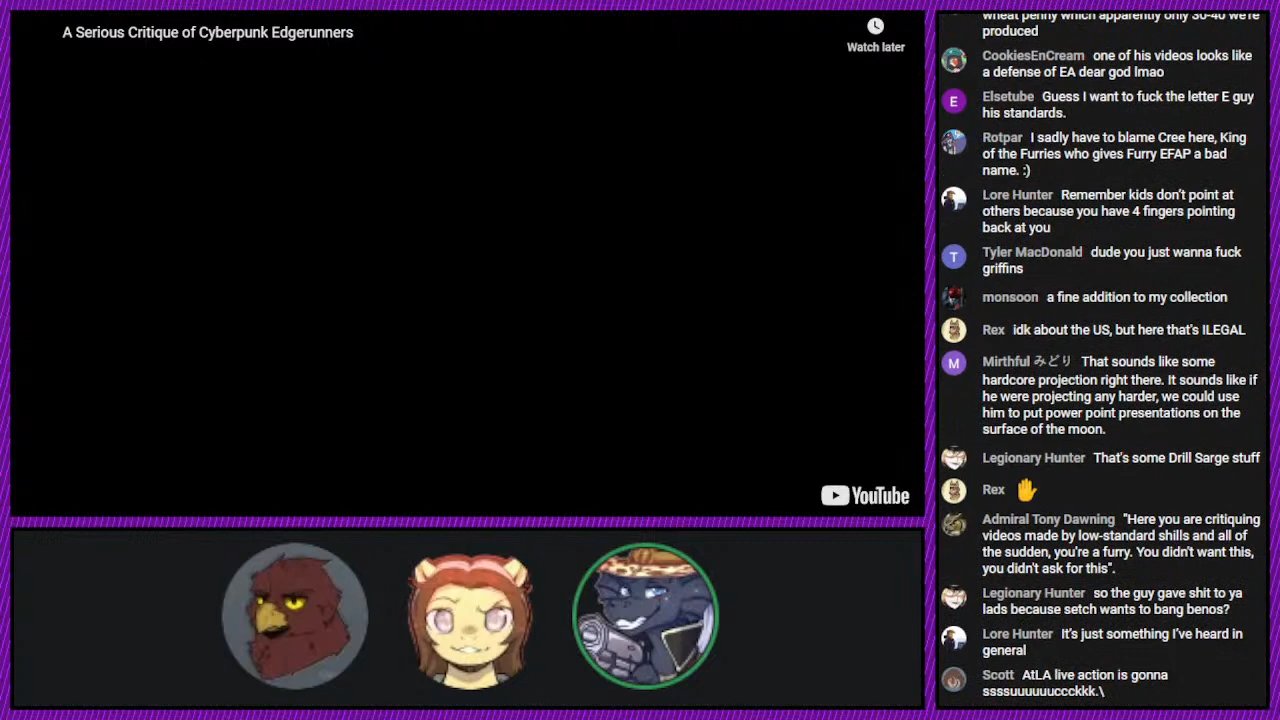 A Serious Critique of Cyberpunk Edgerunners
Watch later
YouTube
wheat penny which apparently only 30-40 we're
produced
CookiesEnCream one of his videos looks like
a defense of EA dear god lmao
E
Elsetube Guess I want to fuck the letter E guy
his standards.
Rotpar I sadly have to blame Cree here, King
of the Furries who gives Furry EFAP a bad
name. :)
Lore Hunter Remember kids don't point at
others because you have 4 fingers pointing
back at you
T
Tyler MacDonald dude you just wanna fuck
griffins
monsoon a fine addition to my collection
Rex idk about the US, but here that's ILEGAL
M
Mirthful みどり That sounds like some
hardcore projection right there. It sounds like if
he were projecting any harder, we could use
him to put power point presentations on the
surface of the moon.
Legionary Hunter That's some Drill Sarge stuff
Rex ✋
Admiral Tony Dawning "Here you are critiquing
videos made by low-standard shills and all of
the sudden, you're a furry. You didn't want this,
you didn't ask for this".
Legionary Hunter so the guy gave shit to ya
lads because setch wants to bang benos?
Lore Hunter It's just something I've heard in
general
Scott AtLA live action is gonna
ssssuuuuuuccckkk.\